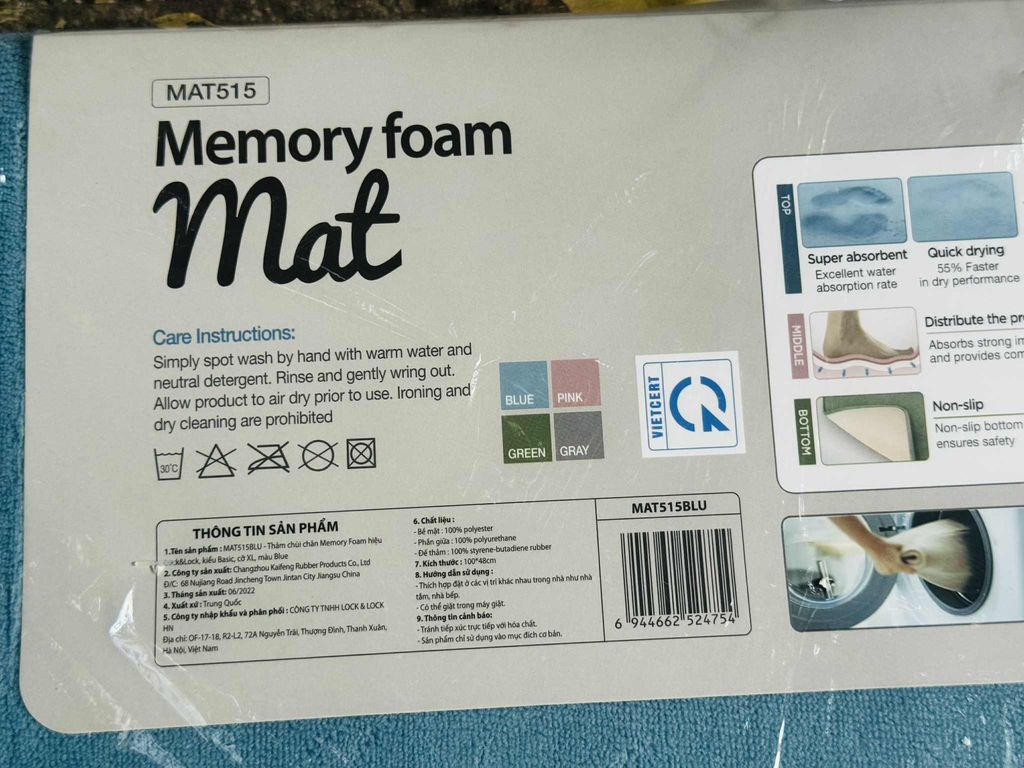 MAT515
Memory foam
Mat
Care Instructions:
Simply spot wash by hand with warm water and
neutral detergent. Rinse and gently wring out.
Allow product to air dry prior to use. Ironing and
dry cleaning are prohibited
30°C
BLUE
PINK
GREEN
GRAY
VIETCERT
TOP
Super absorbent
Excellent water
absorption rate
Quick drying
55% Faster
in dry performance
MIDDLE
Distribute the
Absorbs strong
and provides
BOTTOM
Non-slip
Non-slip bottom
ensures safety
THÔNG TIN SẢN PHẨM
1.Tên sản phẩm : MAT515BLU - Thảm chùi chân Memory Foam hiệu
Lock&Lock, kiểu Basic, cỡ XL, màu Blue
2. Công ty sản xuất: Changzhou Kaifeng Rubber Products Co., Ltd
Đ/C: 68 Nujiang Road Jincheng Town Jintan City Jiangsu China
3. Tháng sản xuất: 06/2022
4. Xuất xứ : Trung Quốc
5. Công ty nhập khẩu và phân phối : CÔNG TY TNHH LOCK & LOCK
HN
Địa chỉ: OF-17-18, R2-L2, 72A Nguyễn Trãi, Thượng Đình, Thanh Xuân,
Hà Nội, Việt Nam
6. Chất liệu :
- Bề mặt : 100% polyester
- Phần giữa : 100% polyurethane
- Đế thảm : 100% styrene-butadiene rubber
7. Kích thước : 100*48cm
8. Hướng dẫn sử dụng :
- Thích hợp đặt ở các vị trí khác nhau trong nhà như nhà
tắm, nhà bếp.
- Có thể giặt trong máy giặt.
9. Thông tin cảnh báo:
- Tránh tiếp xúc trực tiếp với hóa chất.
- Sản phẩm chỉ sử dụng vào mục đích cơ bản.
MAT515BLU
6 944662 524754